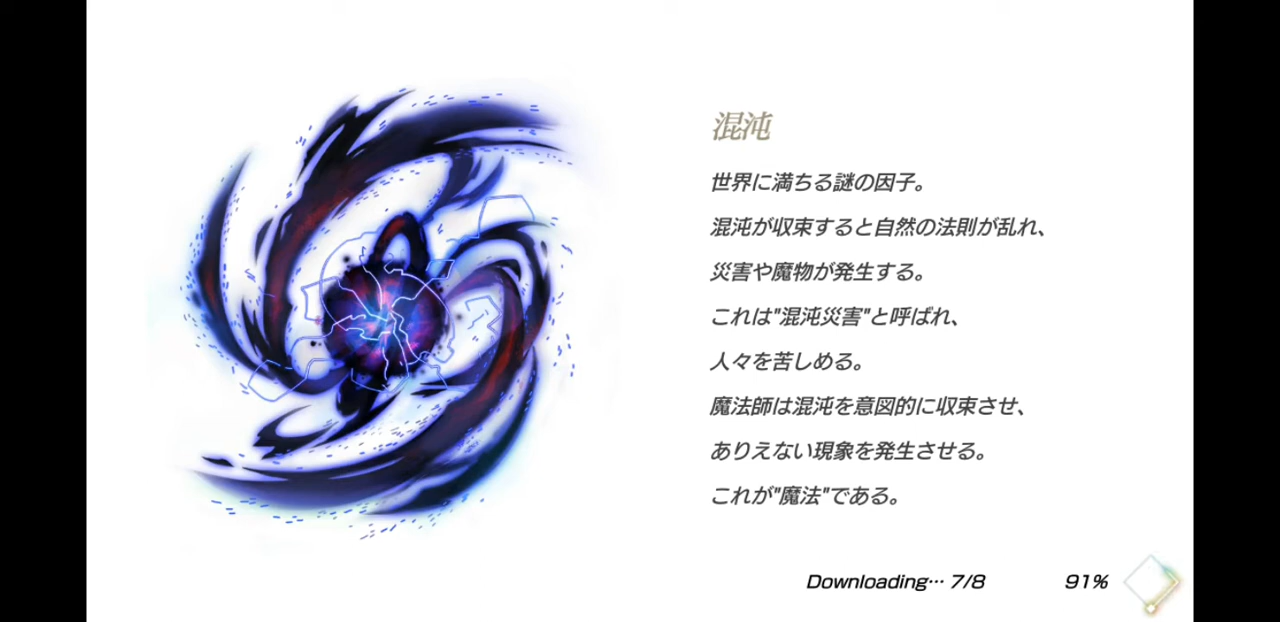 混沌
世界に満ちる謎の因子。
混沌が収束すると自然の法則が乱れ、
災害や魔物が発生する。
これは"混沌災害"と呼ばれ、
人々を苦しめる。
魔法師は混沌を意図的に収束させ、
ありえない現象を発生させる。
これが"魔法"である。
Downloading… 7/8 91%